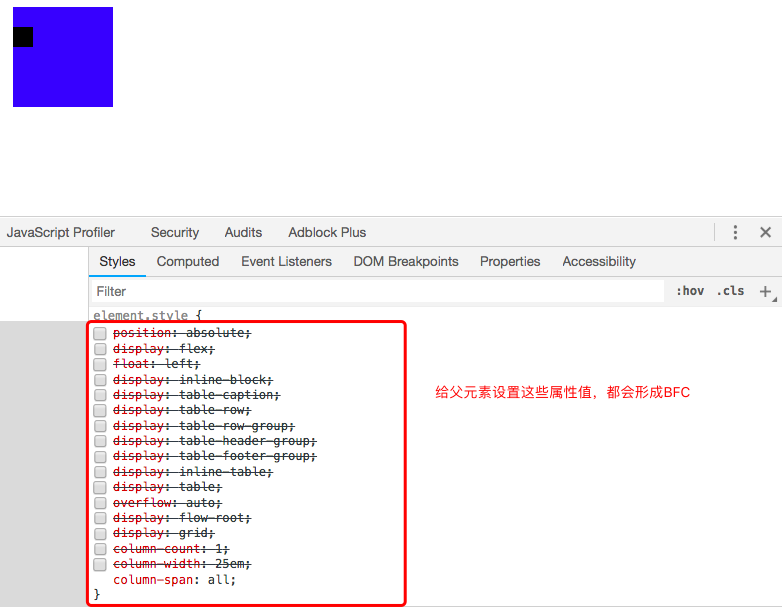 JavaScript Profiler Security Audits Adblock Plus
Styles Computed Event Listeners DOM Breakpoints Properties Accessibility
Filter :hov .cls
element.style {
position: absolute;
display: flex;
float: left;
display: inline-block;
display: table-caption;
display: table-row;
display: table-row-group;
display: table-header-group;
display: table-footer-group;
display: inline-table;
display: table;
overflow: auto;
display: flow-root;
display: grid;
column-count: 1;
column-width: 25em;
column-span: all;
}
给父元素设置这些属性值，都会形成BFC